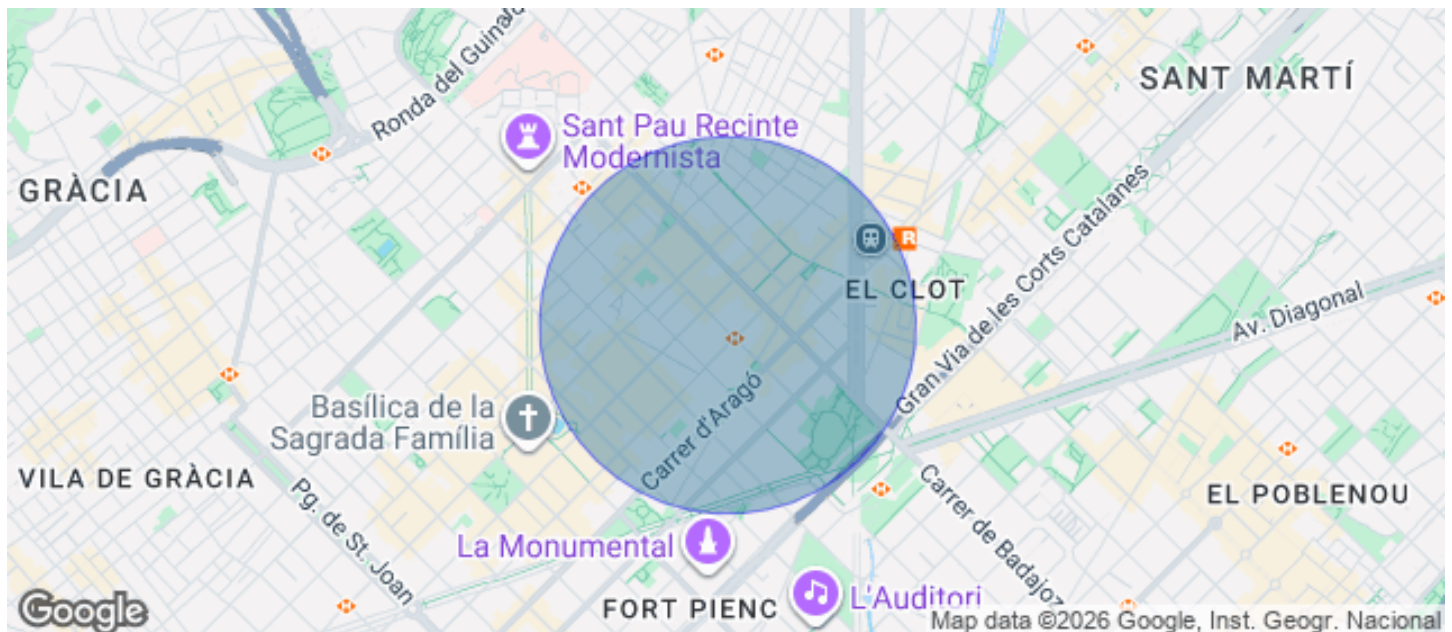 SANT MARTÍ
Ronda del Guinardó
Sant Pau Recinte
Modernista
GRÀCIA
R
EL CLOT
Gran Via de les Corts Catalanes
Av. Diagonal
Basílica de la
Sagrada Família
Carrer d'Aragó
VILA DE GRÀCIA
Pg. de St. Joan
Carrer de Badajoz
EL POBLENOU
La Monumental
FORT PIENC
L'Auditori
Google
Map data ©2026 Google, Inst. Geogr. Nacional